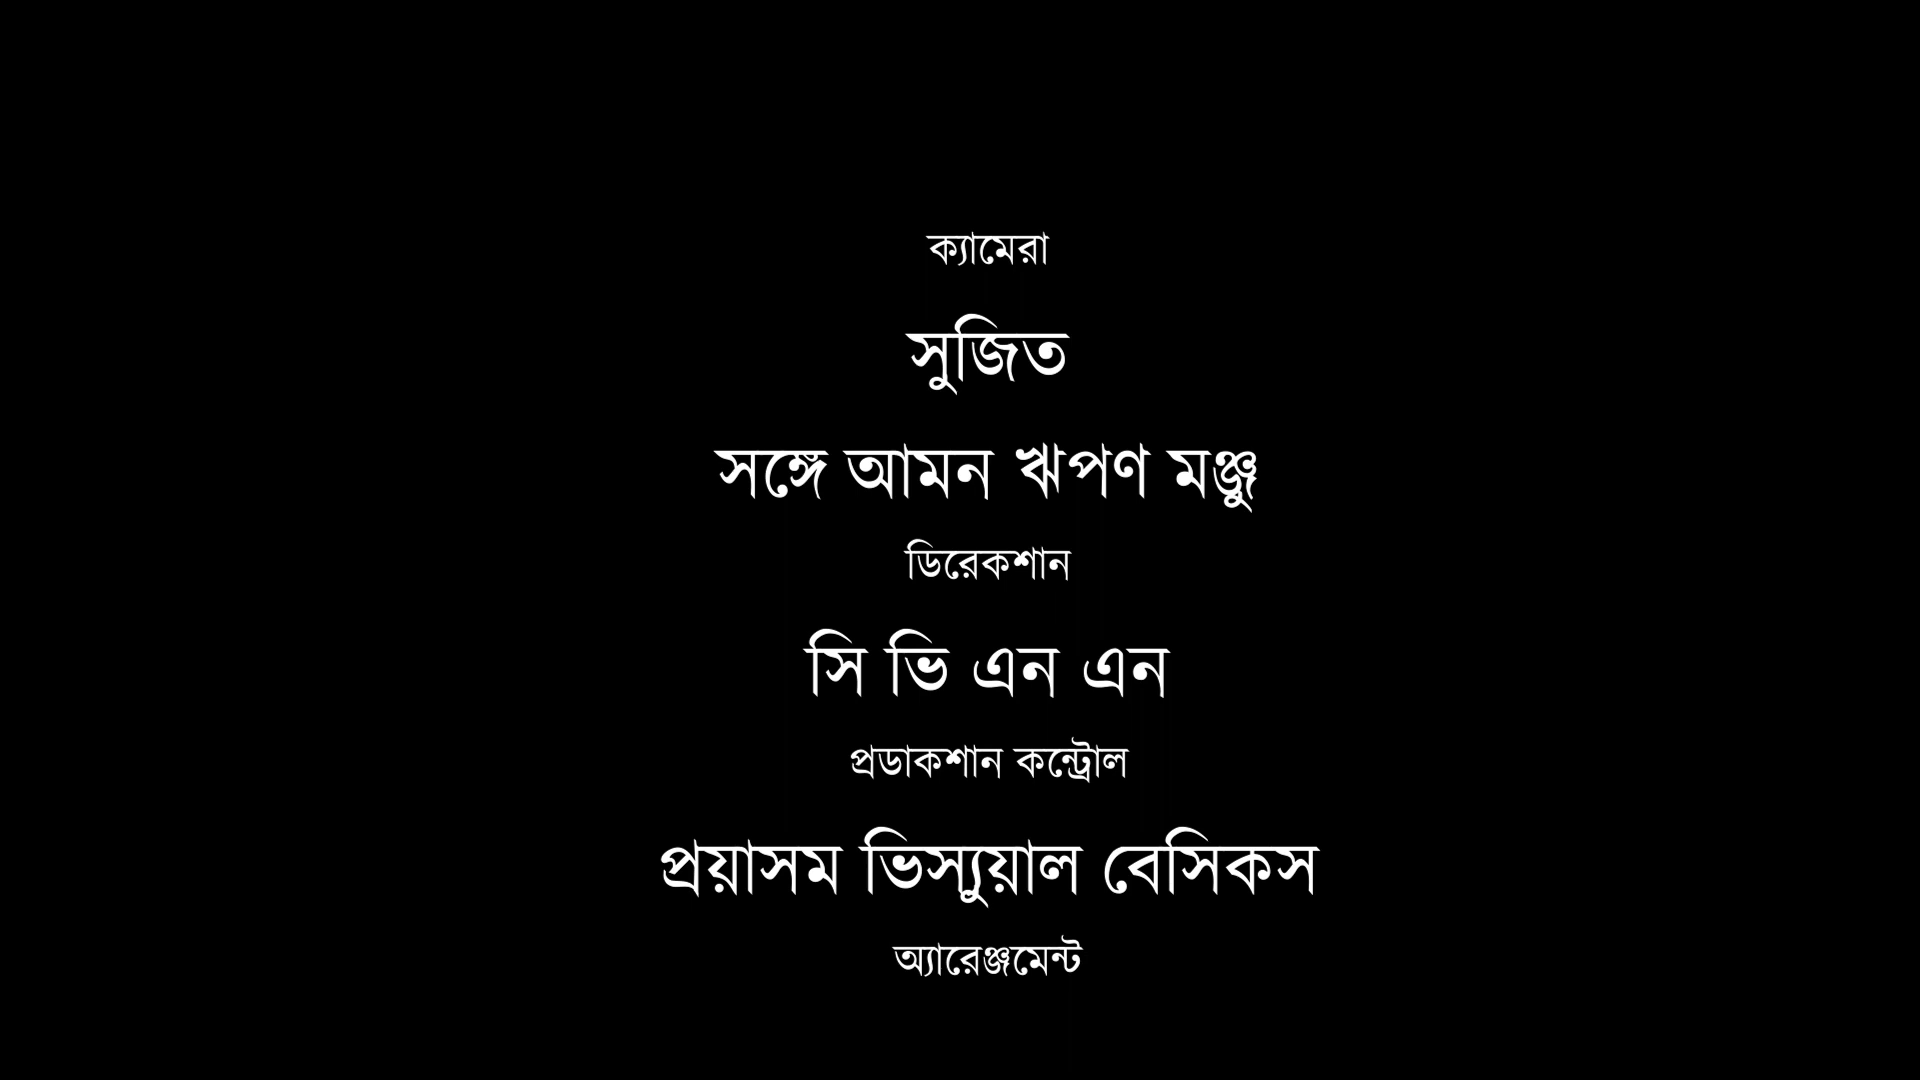 ক্যামেরা
সুজিত
সঙ্গে আমন ঋপণ মঞ্জু
ডিরেকশান
সি ভি এন এন
প্রডাকশান কন্ট্রোল
প্রয়াসম ভিস্যুয়াল বেসিকস
অ্যারেঞ্জমেন্ট